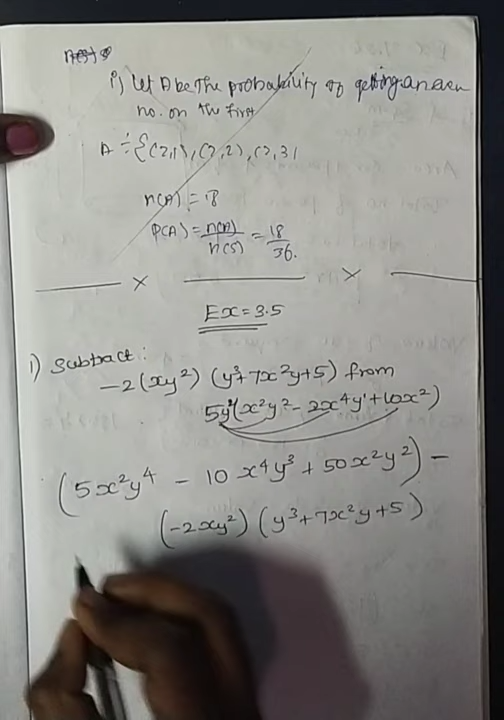 i) Let A be the probability of getting an even
no. on the first
A = {(2,1), (2,2), (2,3)
n(A) = 18
P(A) = n(A)/n(S) = 18/36.
x x
Ex = 3.5
1) Subtract:
-2(xy²) (y³+7x²y+5) from
5y²(x²y² - 2x⁴y¹ + 10x²)
(5x²y⁴ - 10x⁴y³ + 50x²y²) -
(-2xy²) (y³+7x²y+5)